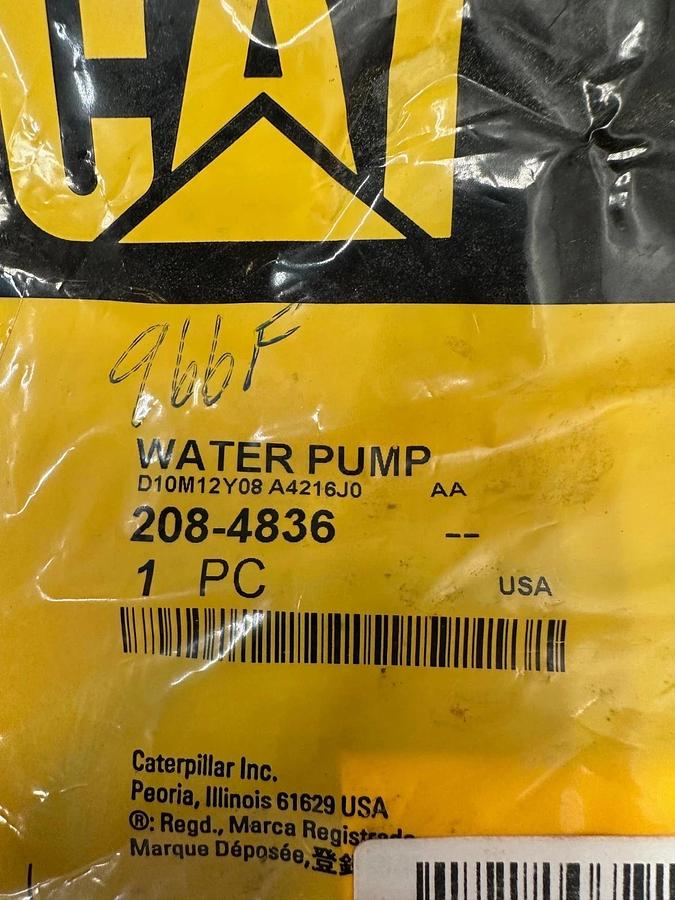 CAT
966F
WATER PUMP
D10M12Y08 A4216J0 AA
208-4836 --
1 PC USA
Caterpillar Inc.
Peoria, Illinois 61629 USA
®: Regd., Marca Registrada
Marque Déposée, 登